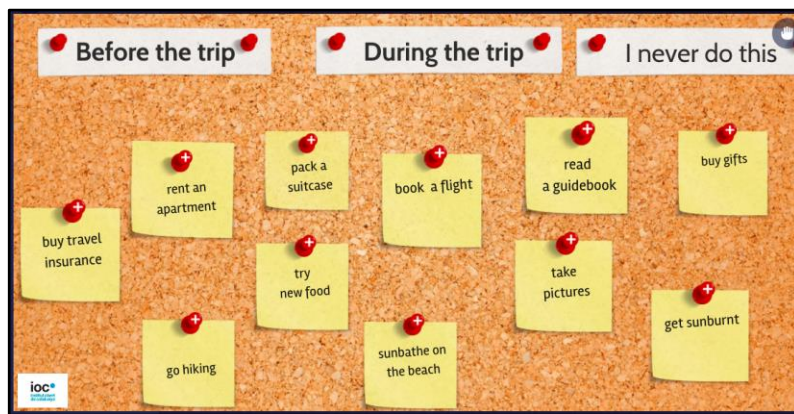 Before the trip
During the trip
I never do this
buy travel
insurance
rent an
apartment
pack a
suitcase
book a flight
read
a guidebook
buy gifts
go hiking
try
new food
sunbathe on
the beach
take
pictures
get sunburnt
ioc